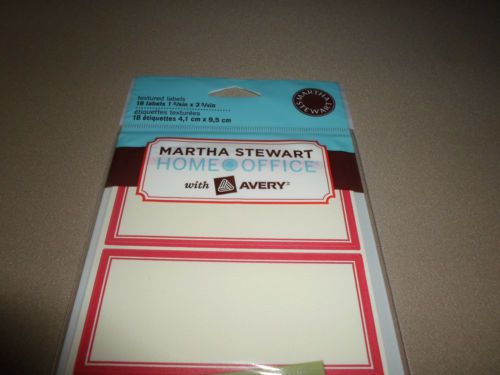 textured labels
18 labels 1 5/8in x 3 3/4in
étiquettes texturées
18 étiquettes 4,1 cm x 9,5 cm
MARTHA
STEWART
MARTHA STEWART
HOME OFFICE
with AVERY